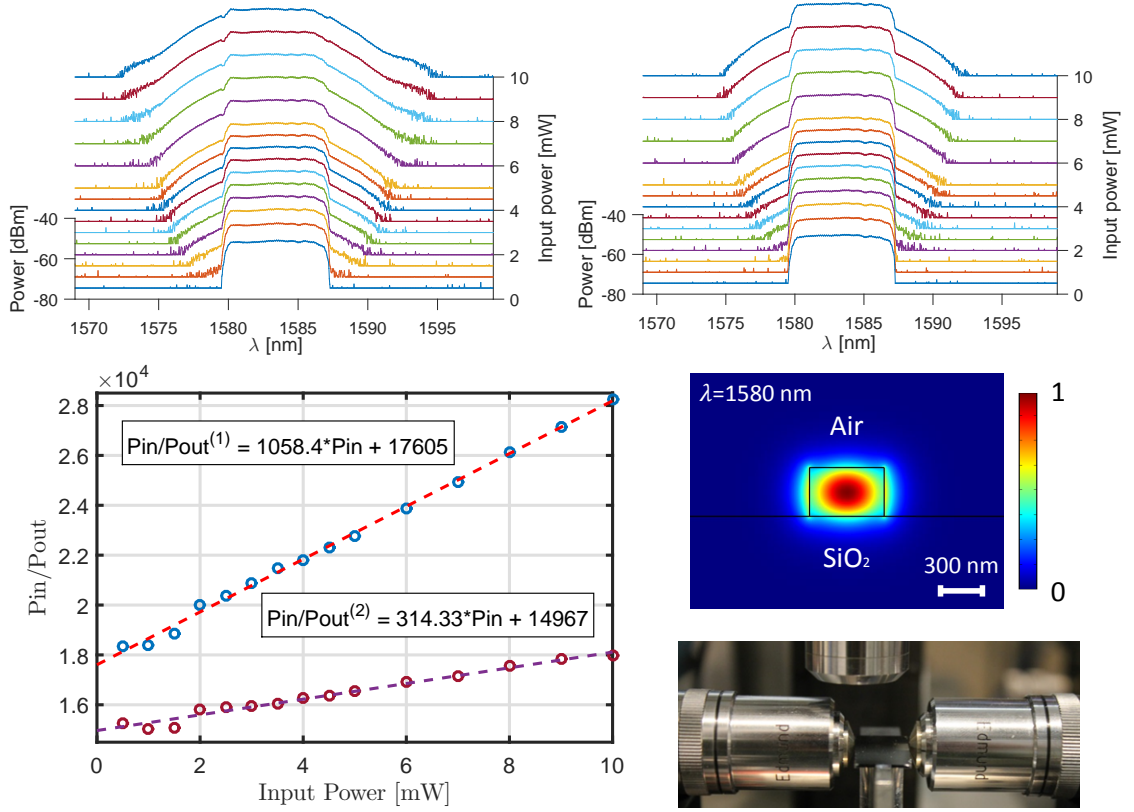 10
8
6
4
2
0
Input power [mW]
-40
-60
-80
Power [dBm]
1570 1575 1580 1585 1590 1595
λ [nm]
10
8
6
4
2
0
Input power [mW]
-40
-60
-80
Power [dBm]
1570 1575 1580 1585 1590 1595
λ [nm]
×10⁴
2.8
2.6
2.4
2.2
2
1.8
1.6
Pin/Pout
Pin/Pout⁽¹⁾ = 1058.4*Pin + 17605
Pin/Pout⁽²⁾ = 314.33*Pin + 14967
0 2 4 6 8 10
Input Power [mW]
λ=1580 nm
Air
SiO₂
300 nm
1
0
Edmund
Edmund